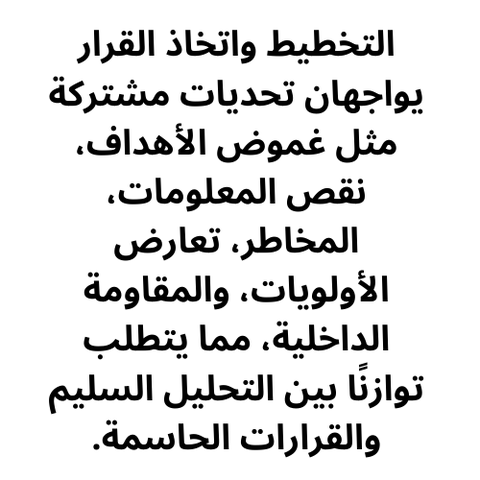 التخطيط واتخاذ القرار
يواجهان تحديات مشتركة
مثل غموض الأهداف،
نقص المعلومات،
المخاطر، تعارض
الأولويات، والمقاومة
الداخلية، مما يتطلب
توازنًا بين التحليل السليم
والقرارات الحاسمة.